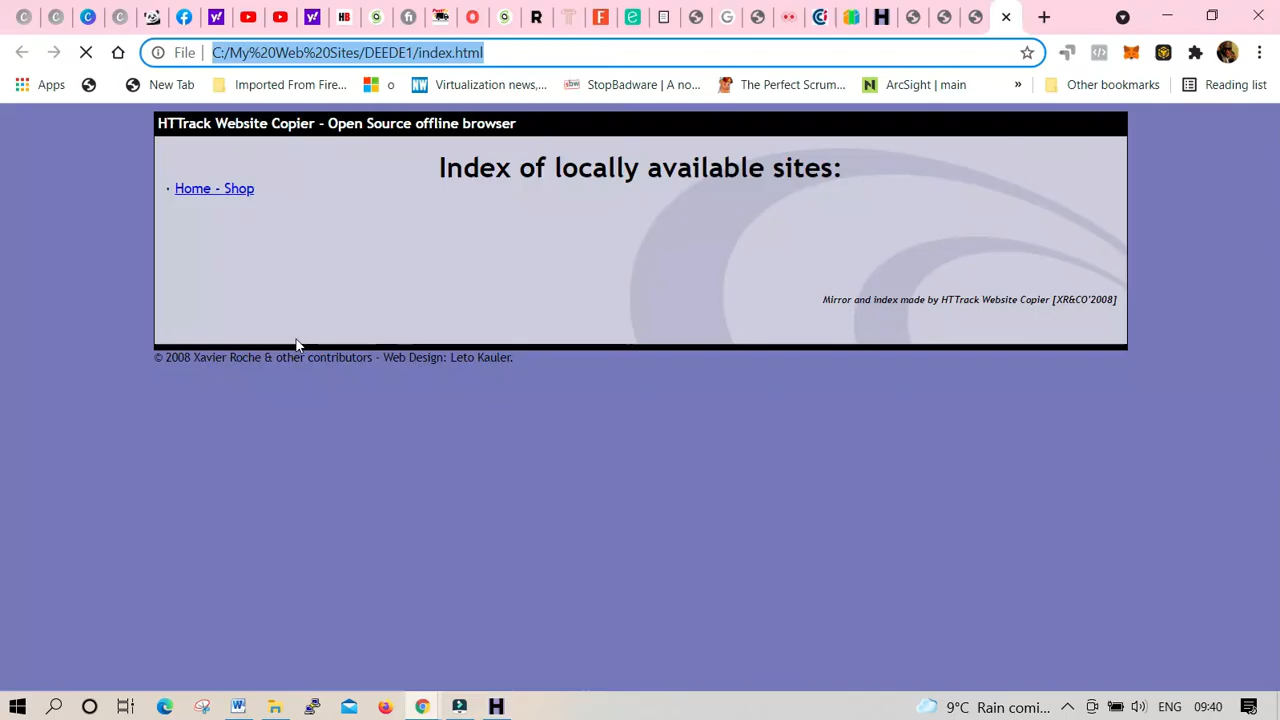 File
C:/My%20Web%20Sites/DEEDE1/index.html
Apps
New Tab
Imported From Fire...
o
Virtualization news,...
StopBadware | A no...
The Perfect Scrum...
ArcSight | main
»
Other bookmarks
Reading list
HTTrack Website Copier - Open Source offline browser
Index of locally available sites:
· Home - Shop
Mirror and index made by HTTrack Website Copier [XR&CO'2008]
© 2008 Xavier Roche & other contributors - Web Design: Leto Kauler.
9°C Rain comi...
ENG
09:40